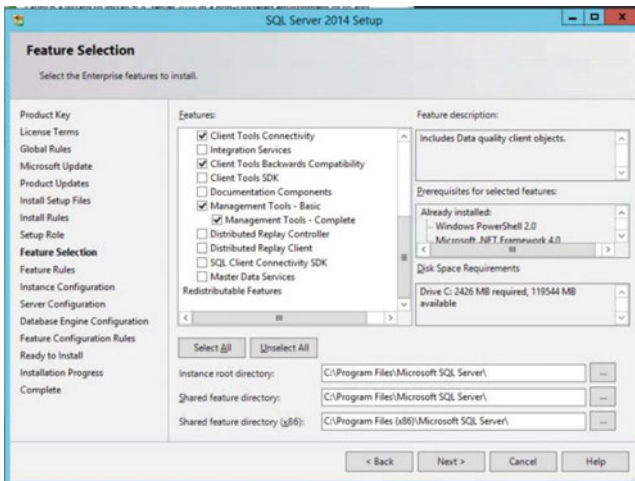 SQL Server 2014 Setup
Feature Selection
Select the Enterprise features to install.
Product Key
License Terms
Global Rules
Microsoft Update
Product Updates
Install Setup Files
Install Rules
Setup Role
Feature Selection
Feature Rules
Instance Configuration
Server Configuration
Database Engine Configuration
Feature Configuration Rules
Ready to Install
Installation Progress
Complete
Features:
Client Tools Connectivity
Integration Services
Client Tools Backwards Compatibility
Client Tools SDK
Documentation Components
Management Tools - Basic
Management Tools - Complete
Distributed Replay Controller
Distributed Replay Client
SQL Client Connectivity SDK
Master Data Services
Redistributable Features
Feature description:
Includes Data quality client objects.
Prerequisites for selected features:
Already installed:
Windows PowerShell 2.0
Microsoft .NET Framework 4.0
Disk Space Requirements
Drive C: 2426 MB required, 119544 MB
available
Select All
Unselect All
Instance root directory:
C:\Program Files\Microsoft SQL Server\
...
Shared feature directory:
C:\Program Files\Microsoft SQL Server\
...
Shared feature directory (x86):
C:\Program Files (x86)\Microsoft SQL Server\
...
< Back
Next >
Cancel
Help